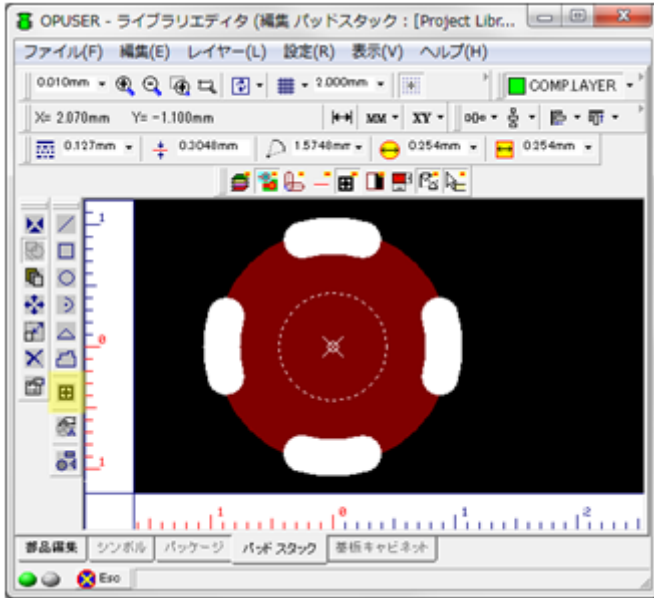 OPUSER - ライブラリエディタ (編集 パッドスタック : [Project Libr...
ファイル(F) 編集(E) レイヤー(L) 設定(R) 表示(V) ヘルプ(H)
0.010mm 2.000mm COMP.LAYER
X= 2.070mm Y= -1.100mm MM XY
0.127mm 0.3048mm 1.5748mm 0.254mm 0.254mm
1
0
1
1 0 1 2
部品編集 シンボル パッケージ パッド スタック 基板キャビネット
Esc